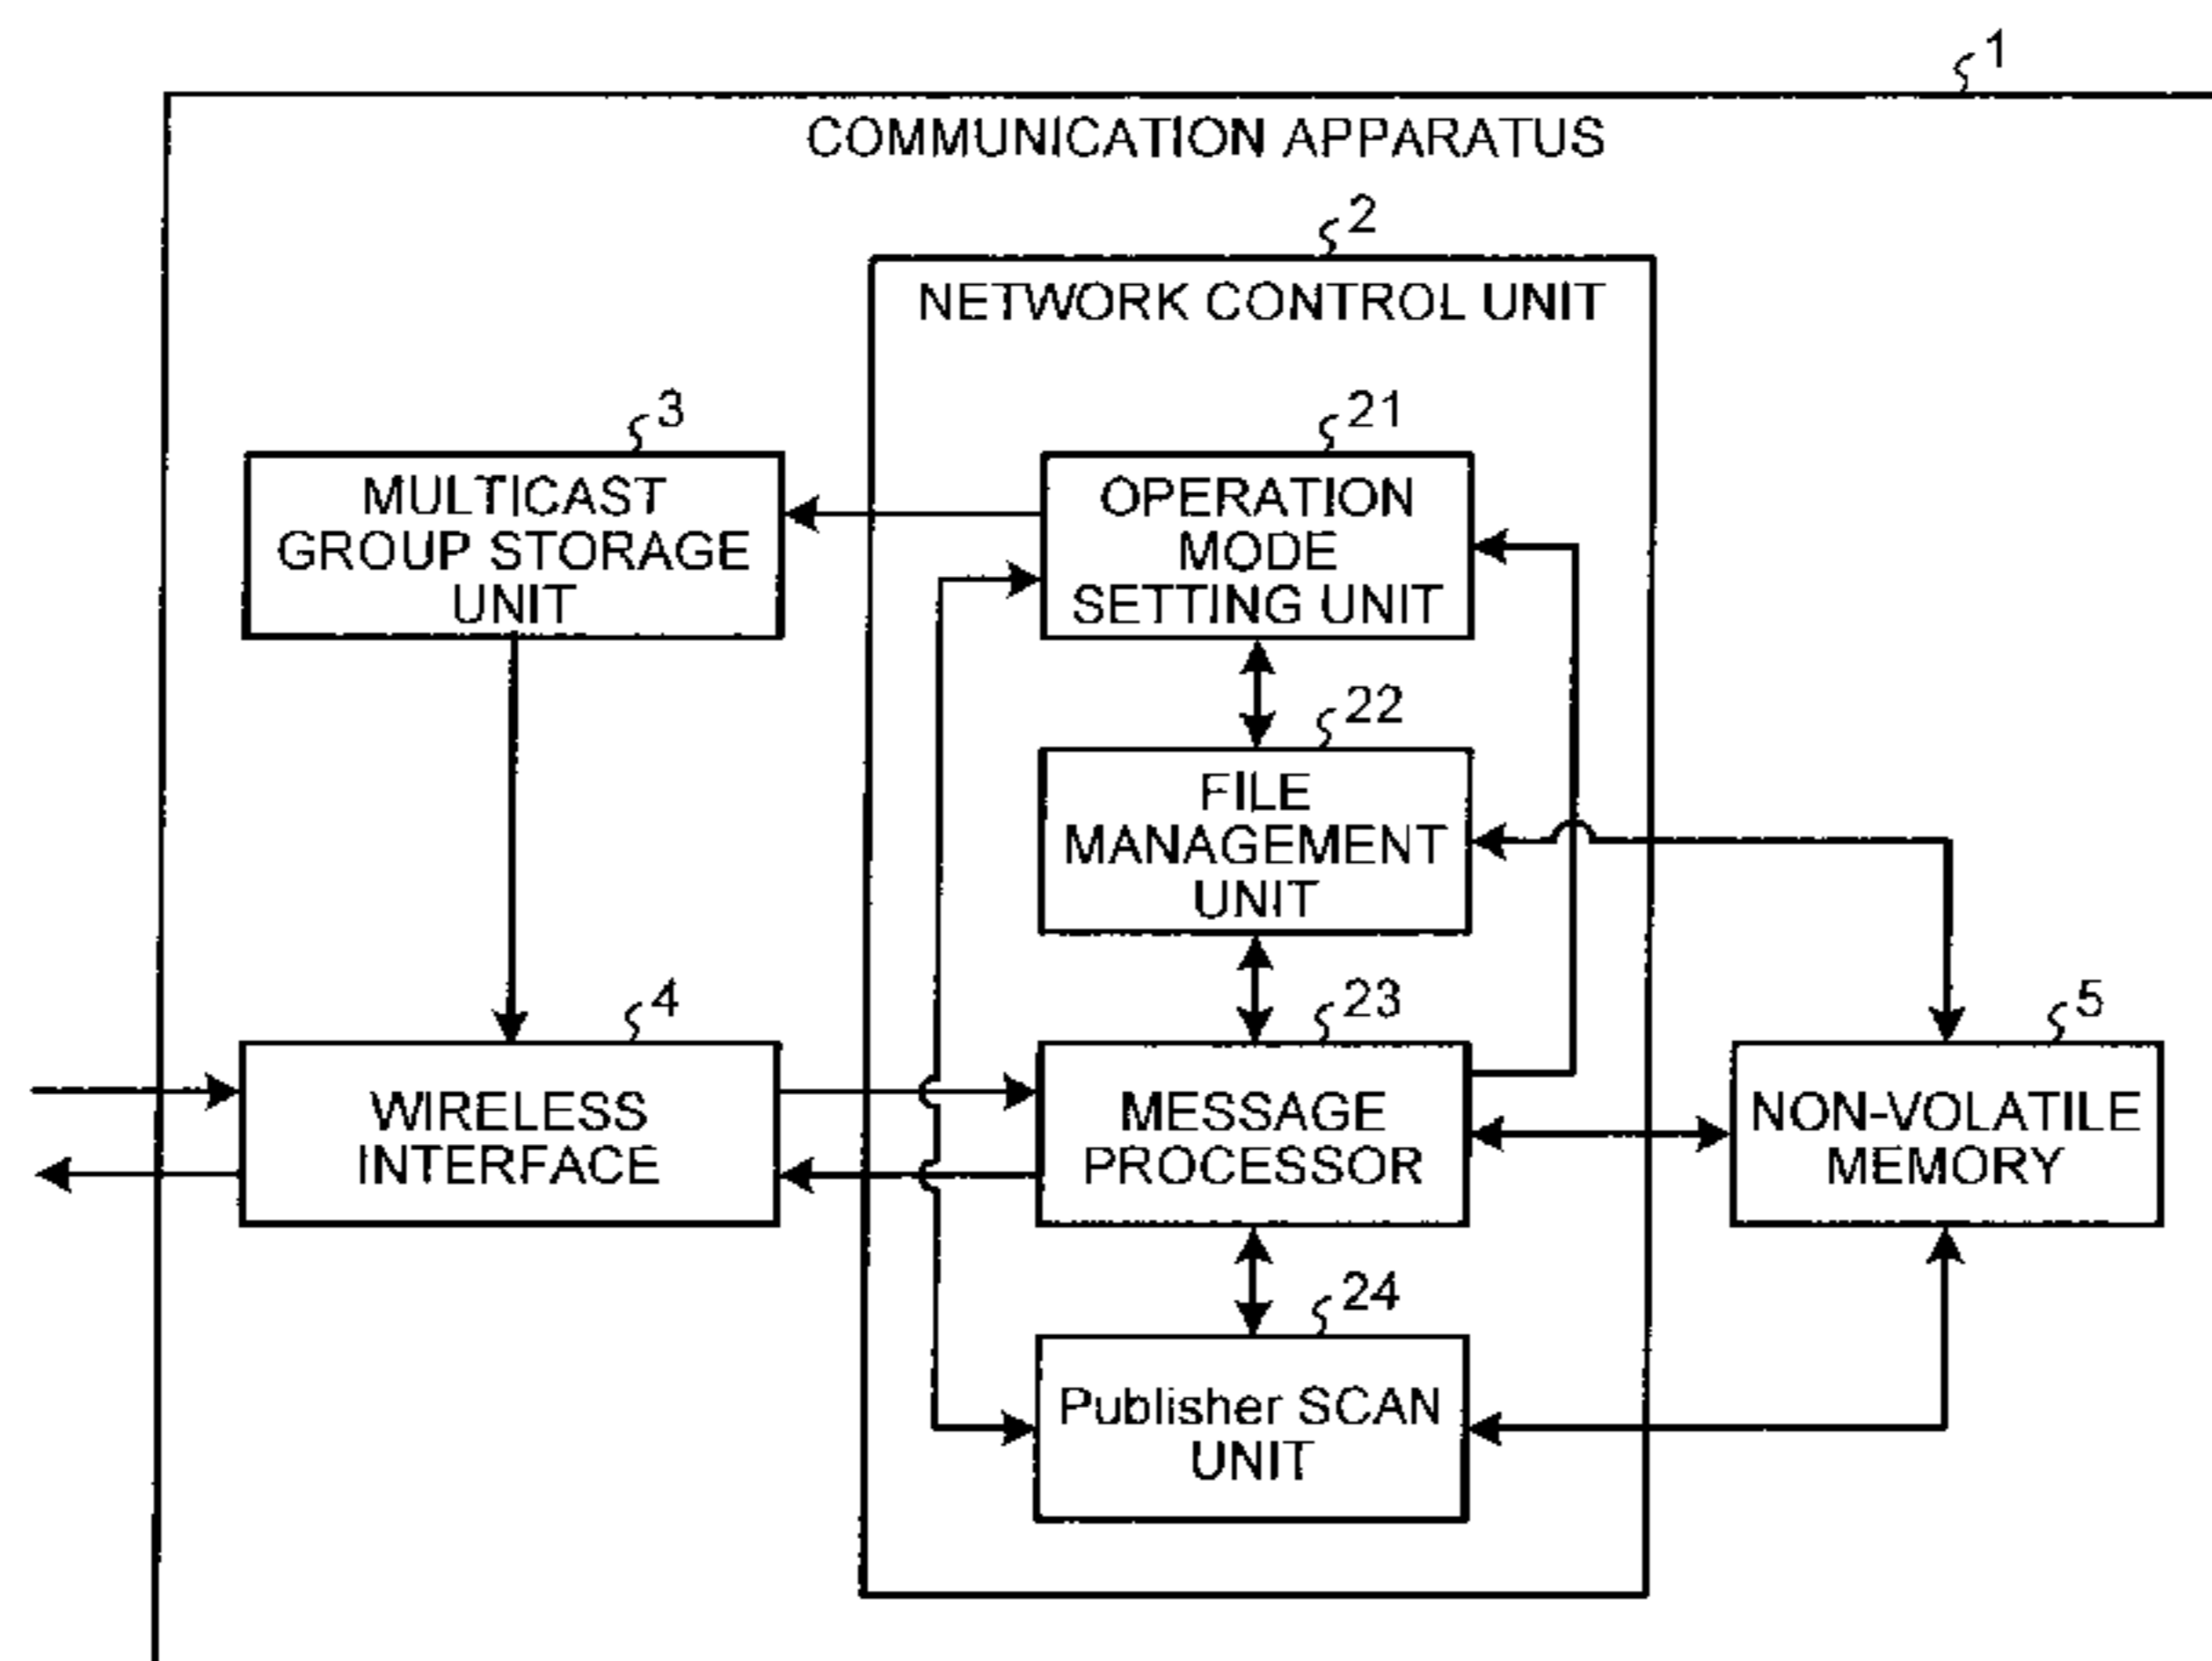 1
COMMUNICATION APPARATUS
2
NETWORK CONTROL UNIT
3
MULTICAST
GROUP STORAGE
UNIT
21
OPERATION
MODE
SETTING UNIT
22
FILE
MANAGEMENT
UNIT
4
WIRELESS
INTERFACE
23
MESSAGE
PROCESSOR
5
NON-VOLATILE
MEMORY
24
Publisher SCAN
UNIT